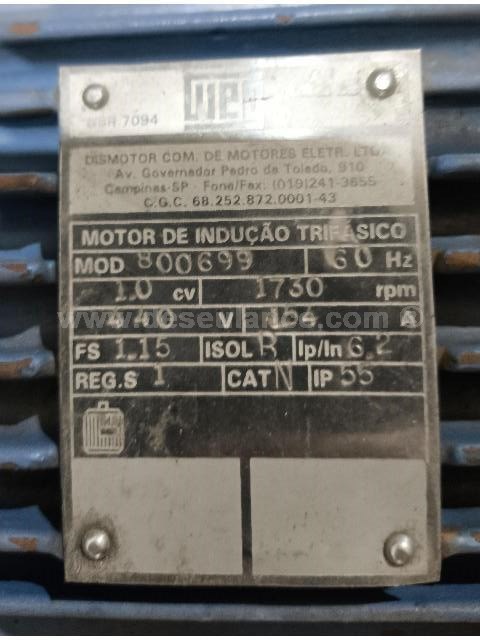 WEG
NBR.7094
DISMOTOR COM. DE MOTORES ELETR. LTDA
Av. Governador Pedro de Toledo, 910
Campinas-SP - Fone/Fax: (019)241-3655
C.G.C. 68.252.872.0001-43
MOTOR DE INDUÇÃO TRIFÁSICO
MOD 800699 60 Hz
1.0 cv 1730 rpm
440 V A
FS 1.15 ISOL B Ip/In 6.2
REG.S 1 CAT N IP 55